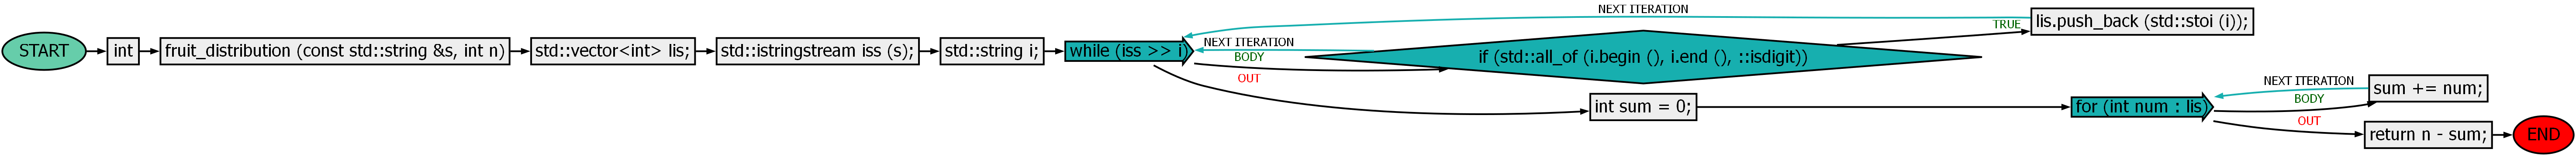 START
int
fruit_distribution (const std::string &s, int n)
std::vector<int> lis;
std::istringstream iss (s);
std::string i;
while (iss >> i)
NEXT ITERATION
NEXT ITERATION
BODY
OUT
if (std::all_of (i.begin (), i.end (), ::isdigit))
TRUE
lis.push_back (std::stoi (i));
int sum = 0;
for (int num : lis)
NEXT ITERATION
BODY
OUT
sum += num;
return n - sum;
END